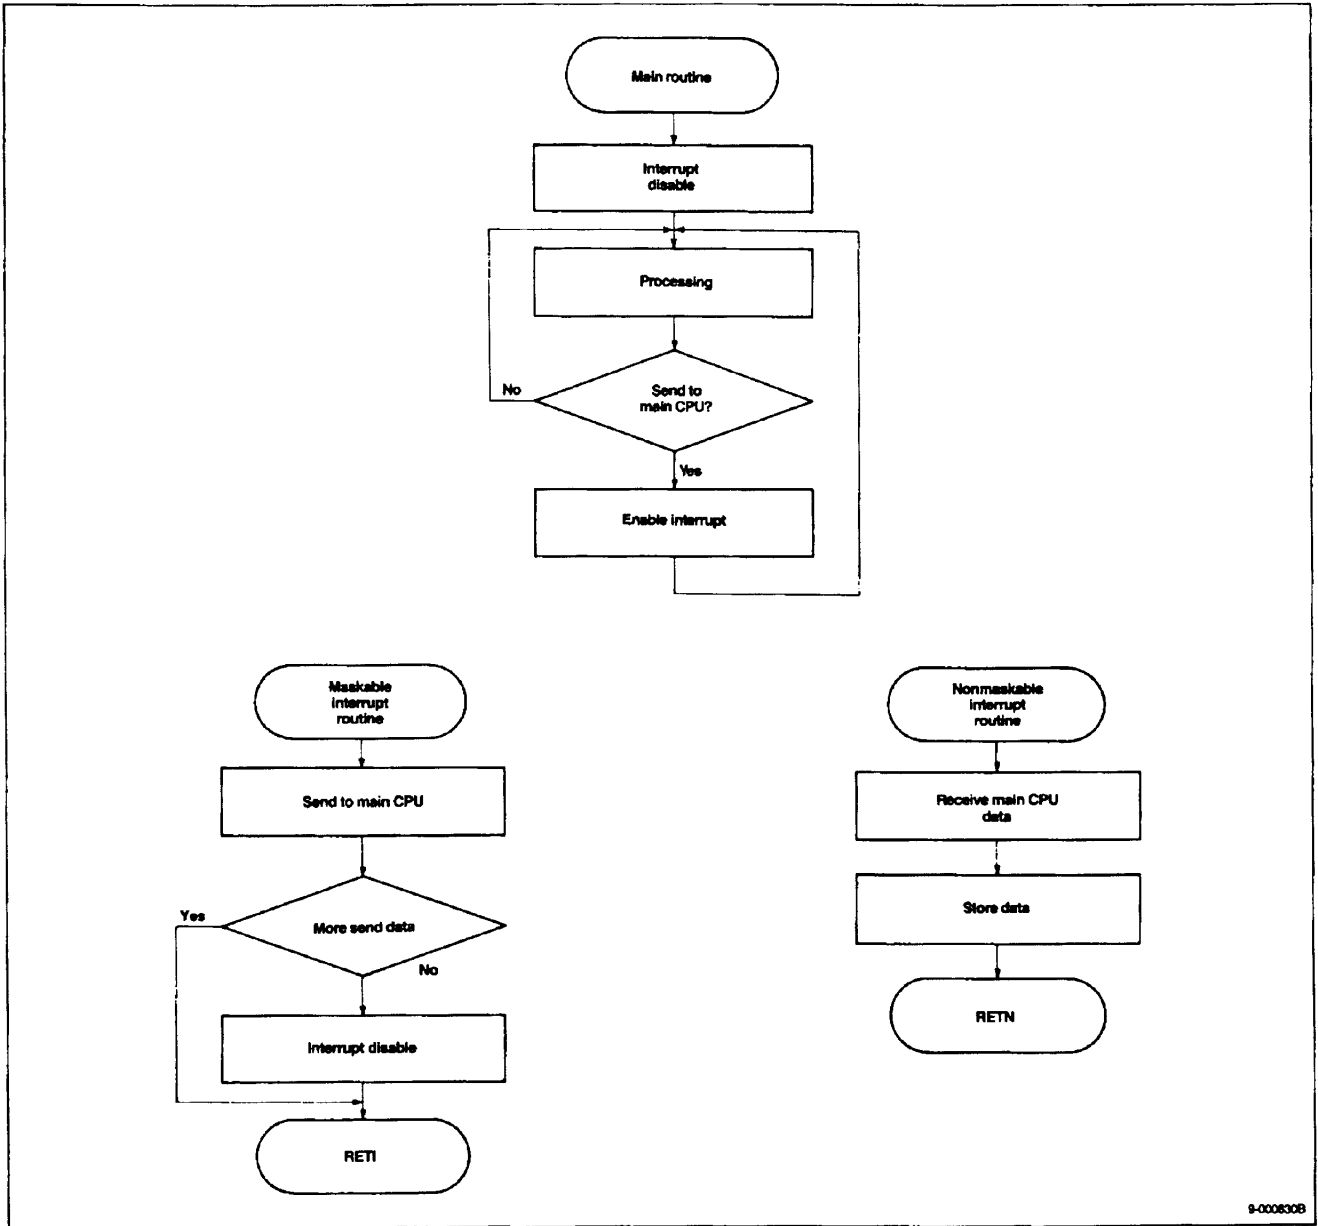 Main routine
Interrupt
disable
Processing
No
Send to
main CPU?
Yes
Enable interrupt
Maskable
interrupt
routine
Send to main CPU
Yes
More send data
No
Interrupt disable
RETI
Nonmaskable
interrupt
routine
Receive main CPU
data
Store data
RETN
9-000830B